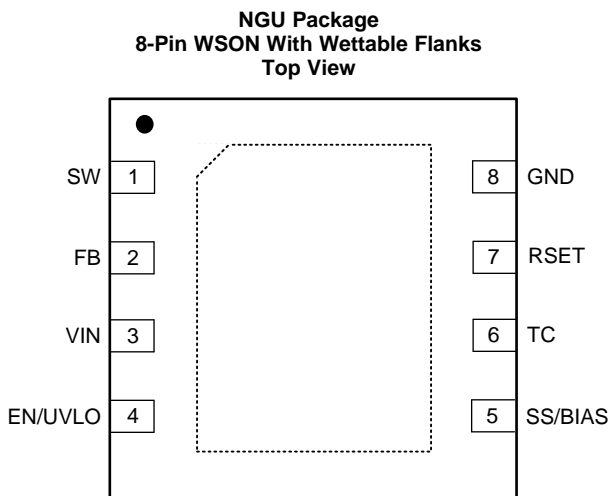 NGU Package
8-Pin WSON With Wettable Flanks
Top View
SW 1 8 GND
FB 2 7 RSET
VIN 3 6 TC
EN/UVLO 4 5 SS/BIAS